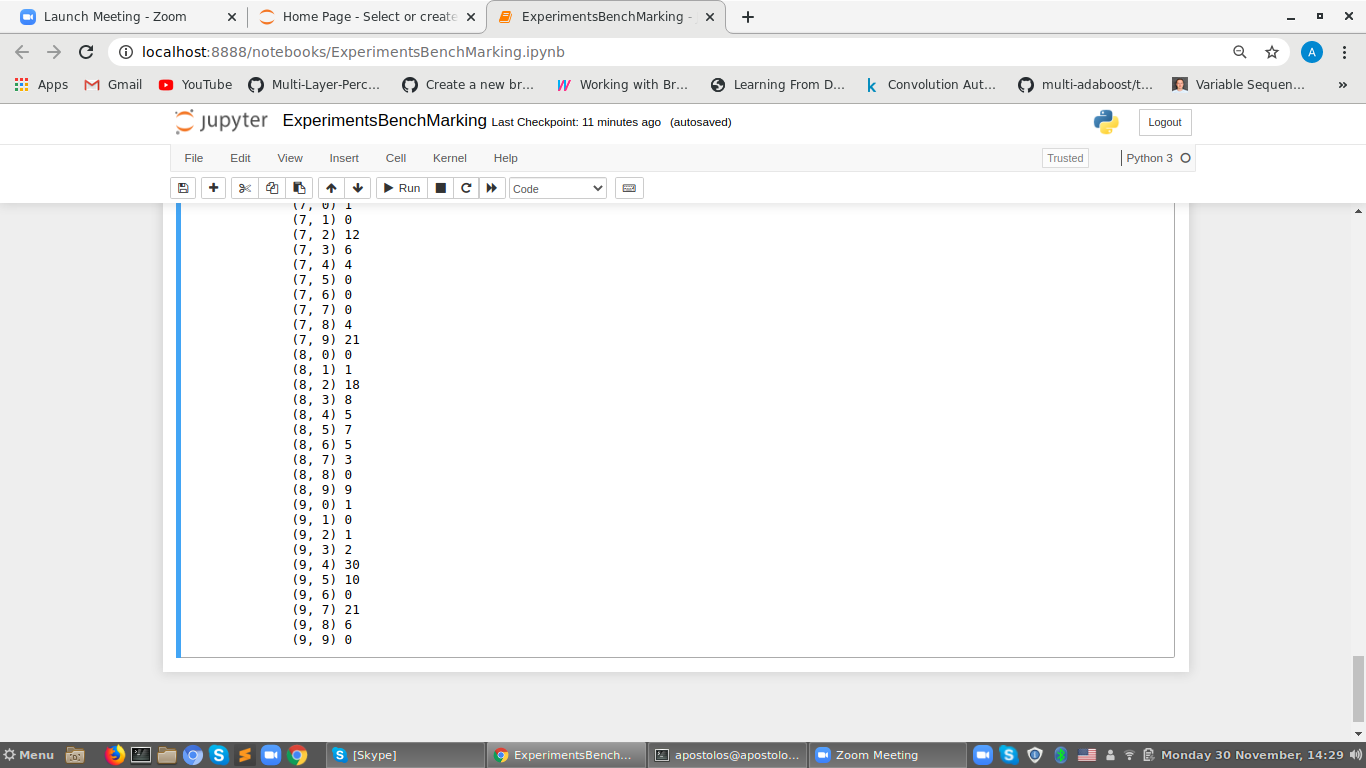 Launch Meeting - Zoom
Home Page - Select or create
ExperimentsBenchMarking -
localhost:8888/notebooks/ExperimentsBenchMarking.ipynb
A
Apps
Gmail
YouTube
Multi-Layer-Perc...
Create a new br...
Working with Br...
Learning From D...
k
Convolution Aut...
multi-adaboost/t...
Variable Sequen...
»
jupyter
ExperimentsBenchMarking Last Checkpoint: 11 minutes ago (autosaved)
Logout
File Edit View Insert Cell Kernel Help
Trusted
Python 3
Run
Code
(7, 0) 1
(7, 1) 0
(7, 2) 12
(7, 3) 6
(7, 4) 4
(7, 5) 0
(7, 6) 0
(7, 7) 0
(7, 8) 4
(7, 9) 21
(8, 0) 0
(8, 1) 1
(8, 2) 18
(8, 3) 8
(8, 4) 5
(8, 5) 7
(8, 6) 5
(8, 7) 3
(8, 8) 0
(8, 9) 9
(9, 0) 1
(9, 1) 0
(9, 2) 1
(9, 3) 2
(9, 4) 30
(9, 5) 10
(9, 6) 0
(9, 7) 21
(9, 8) 6
(9, 9) 0
Menu
[Skype]
ExperimentsBench...
apostolos@apostolo...
Zoom Meeting
Monday 30 November, 14:29